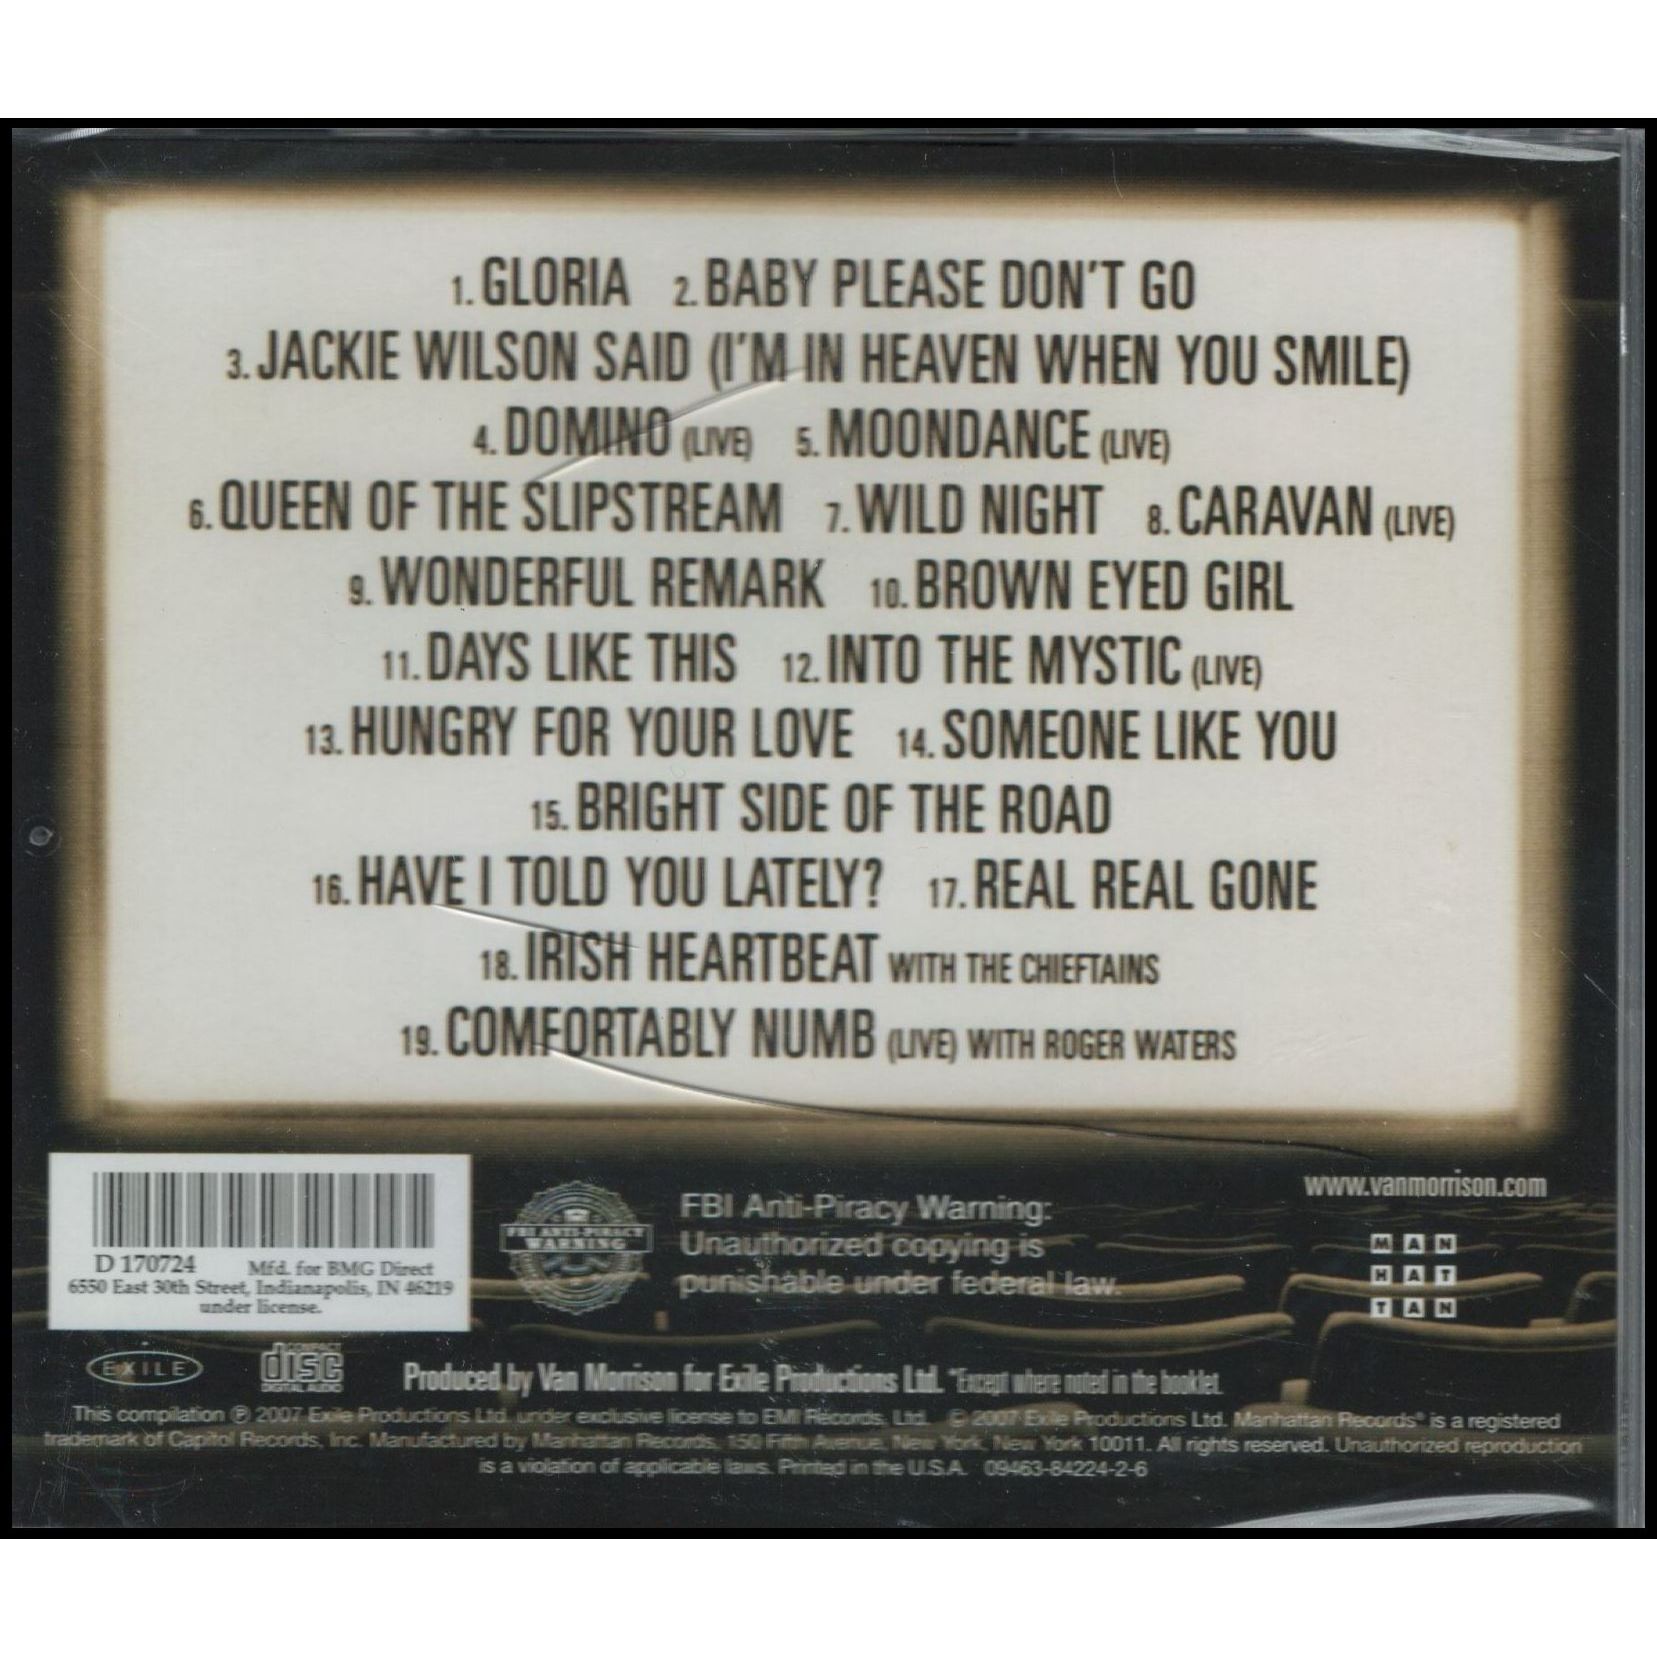 1. GLORIA 2. BABY PLEASE DON'T GO
3. JACKIE WILSON SAID (I'M IN HEAVEN WHEN YOU SMILE)
4. DOMINO (LIVE) 5. MOONDANCE (LIVE)
6. QUEEN OF THE SLIPSTREAM 7. WILD NIGHT 8. CARAVAN (LIVE)
9. WONDERFUL REMARK 10. BROWN EYED GIRL
11. DAYS LIKE THIS 12. INTO THE MYSTIC (LIVE)
13. HUNGRY FOR YOUR LOVE 14. SOMEONE LIKE YOU
15. BRIGHT SIDE OF THE ROAD
16. HAVE I TOLD YOU LATELY? 17. REAL REAL GONE
18. IRISH HEARTBEAT WITH THE CHIEFTAINS
19. COMFORTABLY NUMB (LIVE) WITH ROGER WATERS
D 170724 Mfd. for BMG Direct
6550 East 30th Street, Indianapolis, IN 46219
under license.
FBI ANTI-PIRACY
WARNING
FBI Anti-Piracy Warning:
Unauthorized copying is
punishable under federal law.
www.vanmorrison.com
MAN
HAT
TAN
EXILE
COMPACT
disc
DIGITAL AUDIO
Produced by Van Morrison for Exile Productions Ltd. *Except where noted in the booklet.
This compilation ℗ 2007 Exile Productions Ltd. under exclusive license to EMI Records. Ltd. © 2007 Exile Productions Ltd. Manhattan Records® is a registered
trademark of Capitol Records, Inc. Manufactured by Manhattan Records, 150 Fifth Avenue, New York, New York 10011. All rights reserved. Unauthorized reproduction
is a violation of applicable laws. Printed in the U.S.A. 09463-84224-2-6